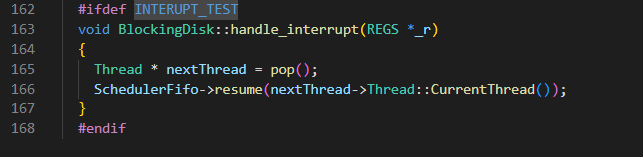 162 #ifdef INTERUPT_TEST
163 void BlockingDisk::handle_interrupt(REGS *_r)
164 {
165 Thread * nextThread = pop();
166 SchedulerFifo->resume(nextThread->Thread::CurrentThread());
167 }
168 #endif